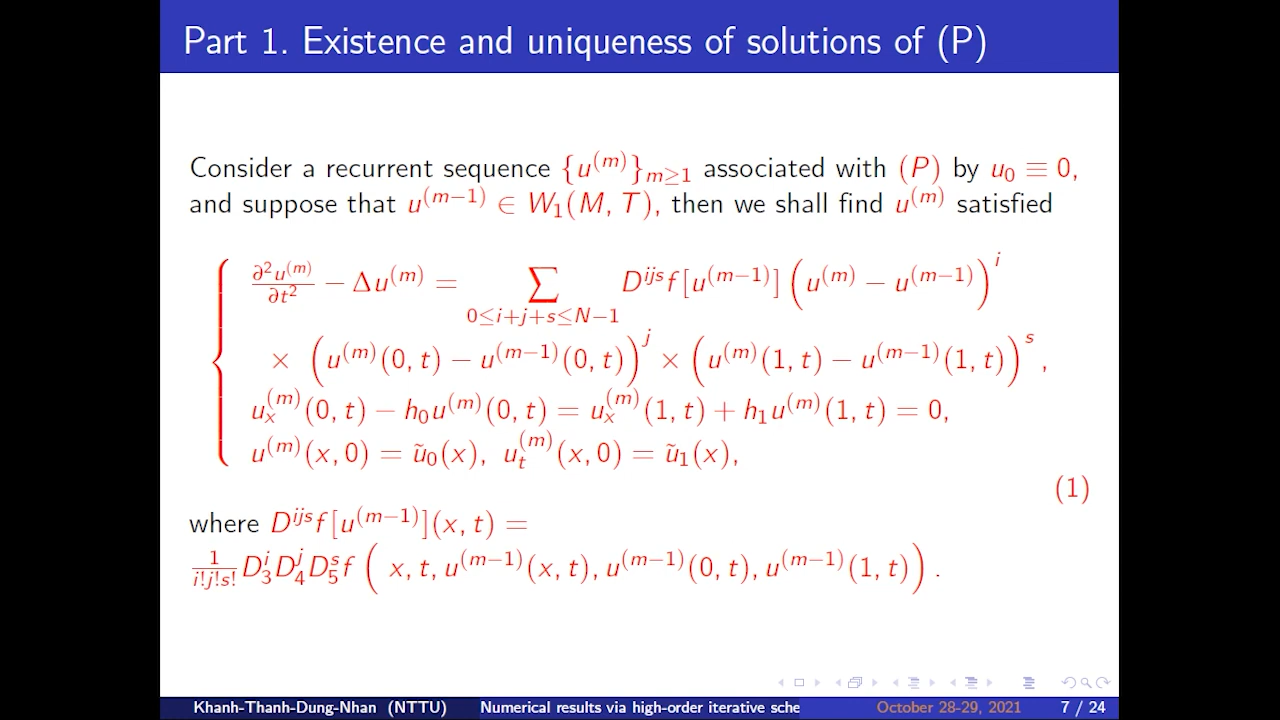 Part 1. Existence and uniqueness of solutions of (P)
Consider a recurrent sequence {u^{(m)}}_{m≥1} associated with (P) by u_0 ≡ 0,
and suppose that u^{(m−1)} ∈ W_1(M, T), then we shall find u^{(m)} satisfied
∂²u^{(m)}/∂t² − Δu^{(m)} = ∑_{0≤i+j+s≤N−1} D^{ijs}f[u^{(m−1)}] (u^{(m)} − u^{(m−1)})^i
× (u^{(m)}(0, t) − u^{(m−1)}(0, t))^j × (u^{(m)}(1, t) − u^{(m−1)}(1, t))^s ,
u_x^{(m)}(0, t) − h_0u^{(m)}(0, t) = u_x^{(m)}(1, t) + h_1u^{(m)}(1, t) = 0,
u^{(m)}(x, 0) = ũ_0(x), u_t^{(m)}(x, 0) = ũ_1(x),
(1)
where D^{ijs}f[u^{(m−1)}](x, t) =
1/i!j!s! D_3^i D_4^j D_5^s f ( x, t, u^{(m−1)}(x, t), u^{(m−1)}(0, t), u^{(m−1)}(1, t)) .
Khanh-Thanh-Dung-Nhan (NTTU) Numerical results via high-order iterative sche October 28-29, 2021 7 / 24